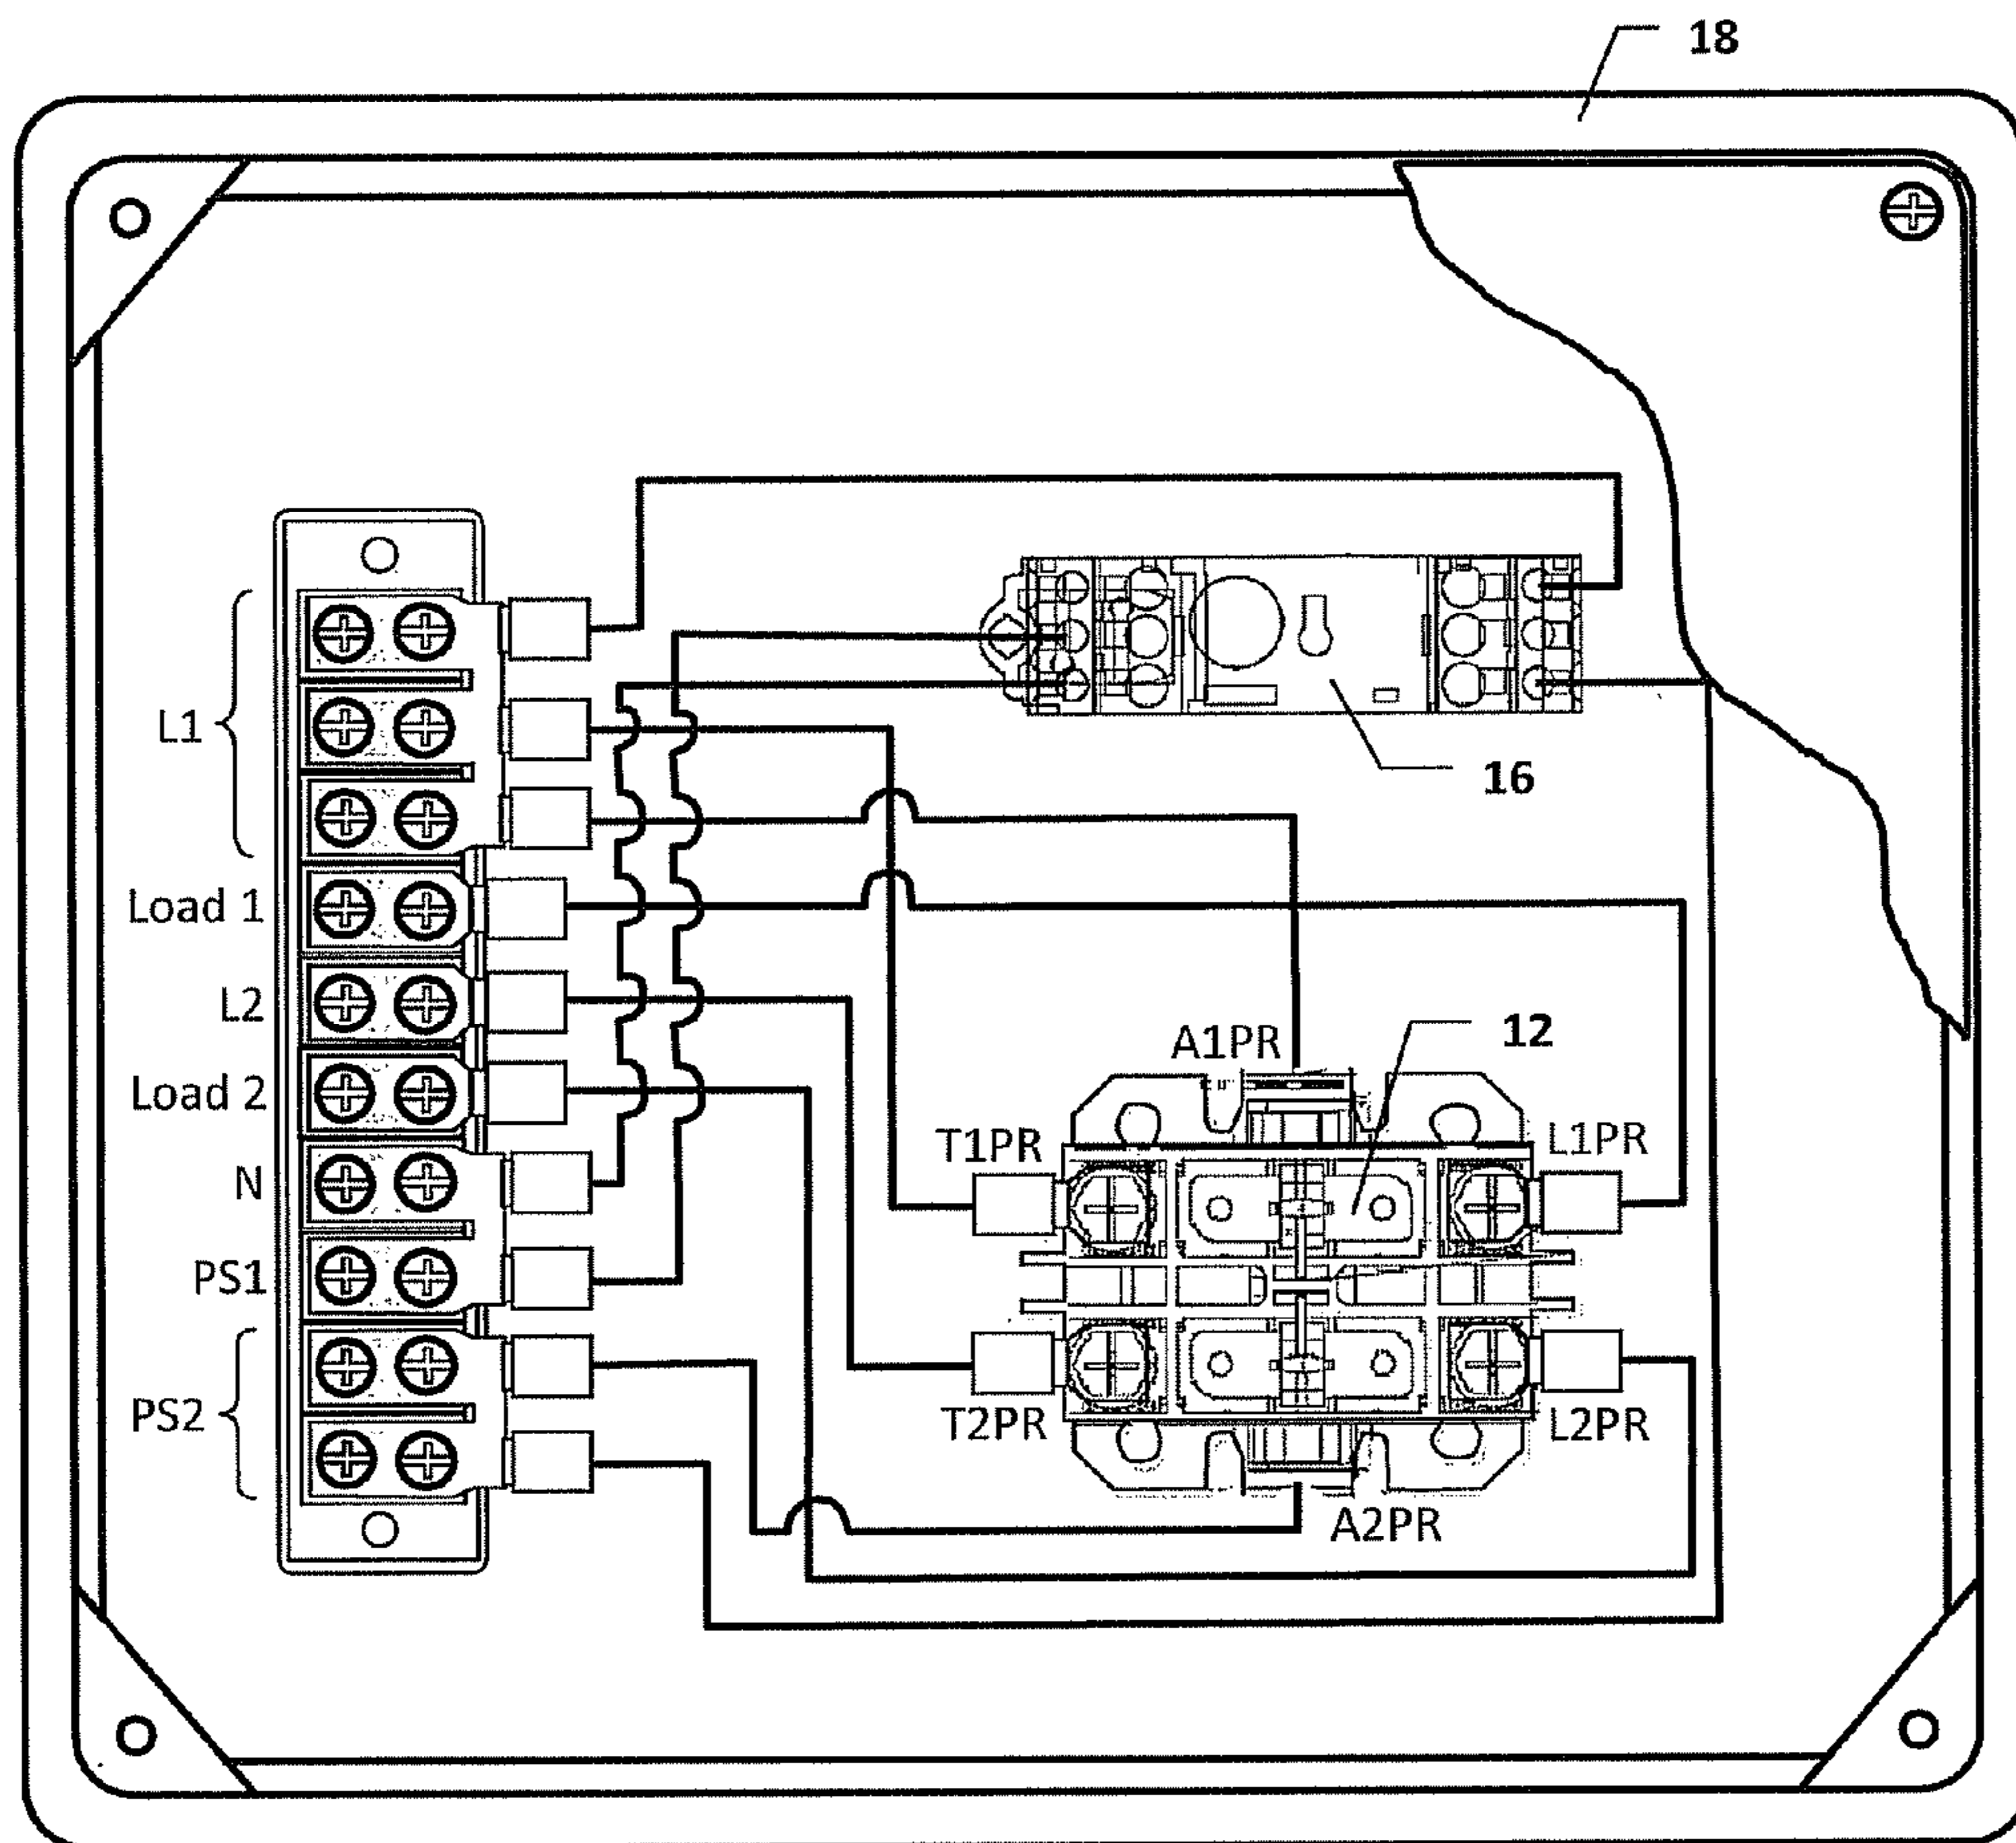 18
L1
16
Load 1
L2
A1PR
12
Load 2
T1PR
L1PR
N
PS1
PS2
T2PR
L2PR
A2PR